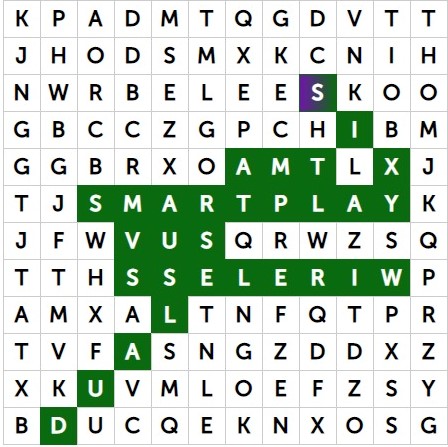 K P A D M T Q G D V T T
J H O D S M X K C N I H
N W R B E L E E S K O O
G B C C Z G P C H I B M
G G B R X O A M T L X J
T J S M A R T P L A Y K
J F W V U S Q R W Z S Q
T T H S S E L E R I W P
A M X A L T N F Q T P R
T V F A S N G Z D D X Z
X K U V M L O E F Z S Y
B D U C Q E K N X O S G